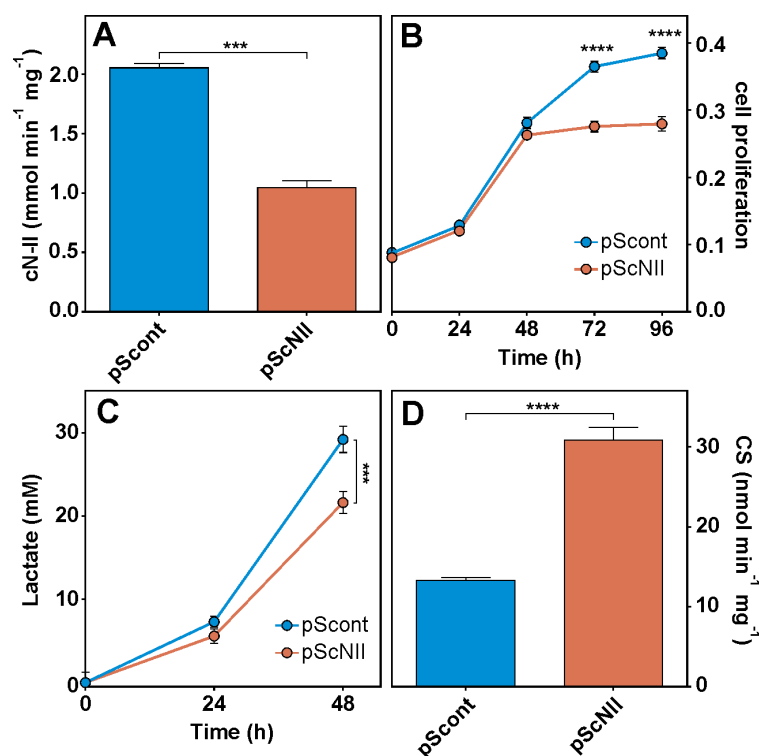 A
***
2.0
1.5
1.0
0.5
0.0
cN-II (mmol min⁻¹ mg⁻¹)
pScont
pScNII
B
****
****
0.4
0.3
0.2
0.1
0.0
cell proliferation
pScont
pScNII
0
24
48
72
96
Time (h)
C
30
20
10
0
Lactate (mM)
***
pScont
pScNII
0
24
48
Time (h)
D
****
30
20
10
0
CS (nmol min⁻¹ mg⁻¹)
pScont
pScNII